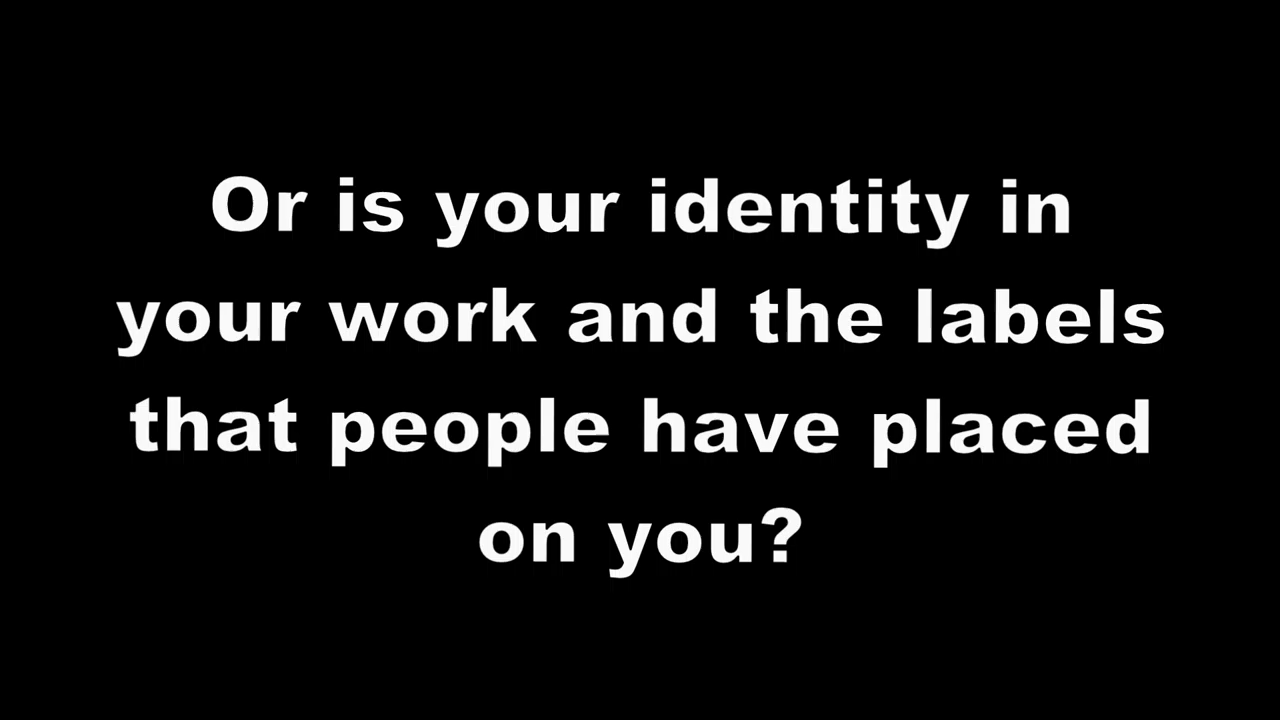 Or is your identity in
your work and the labels
that people have placed
on you?